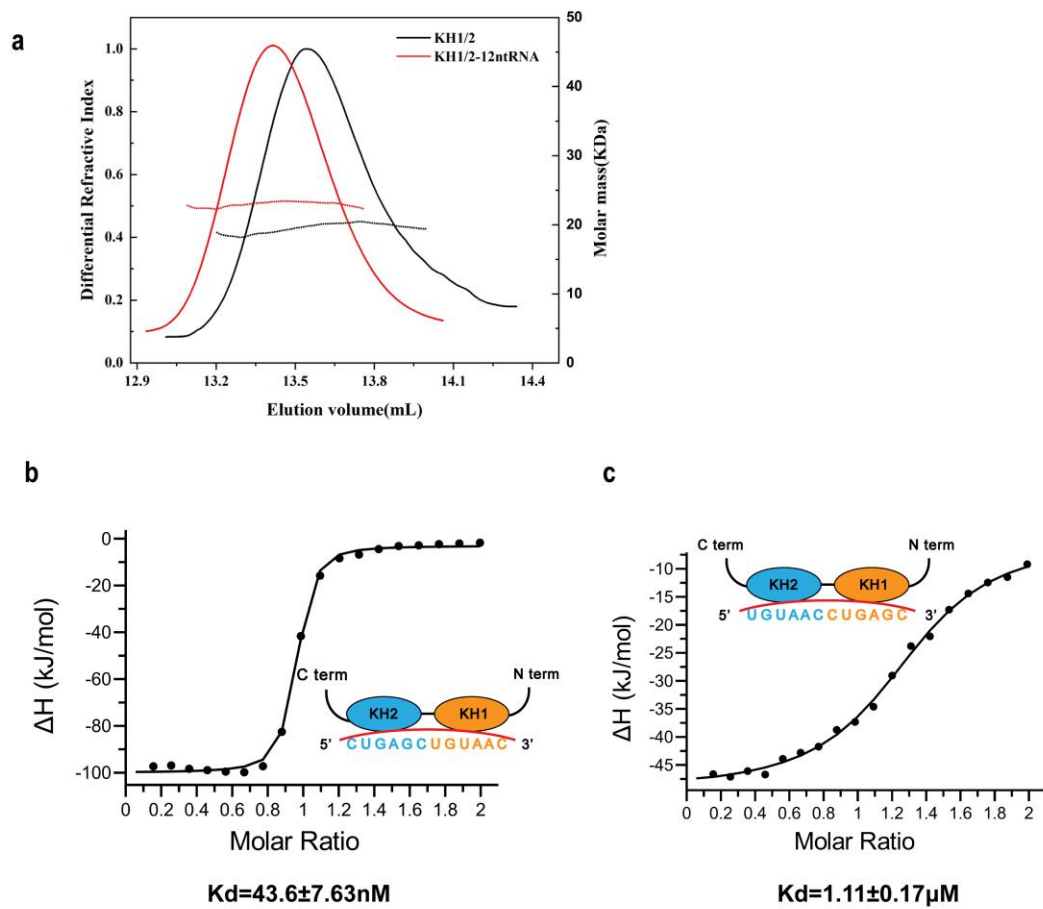 a
KH1/2
KH1/2-12ntRNA
Differential Refractive Index
1.0
0.8
0.6
0.4
0.2
0.0
50
40
30
20
10
0
Molar mass(KDa)
12.9 13.2 13.5 13.8 14.1 14.4
Elution volume(mL)
b
ΔH (kJ/mol)
0
-20
-40
-60
-80
-100
C term
N term
KH2 KH1
5' CUGAGCUGUAAC 3'
0 0.2 0.4 0.6 0.8 1 1.2 1.4 1.6 1.8 2
Molar Ratio
Kd=43.6±7.63nM
c
C term
N term
KH2 KH1
5' UGUAACCUGAGC 3'
ΔH (kJ/mol)
-10
-15
-20
-25
-30
-35
-40
-45
0 0.2 0.4 0.6 0.8 1 1.2 1.4 1.6 1.8 2
Molar Ratio
Kd=1.11±0.17μM